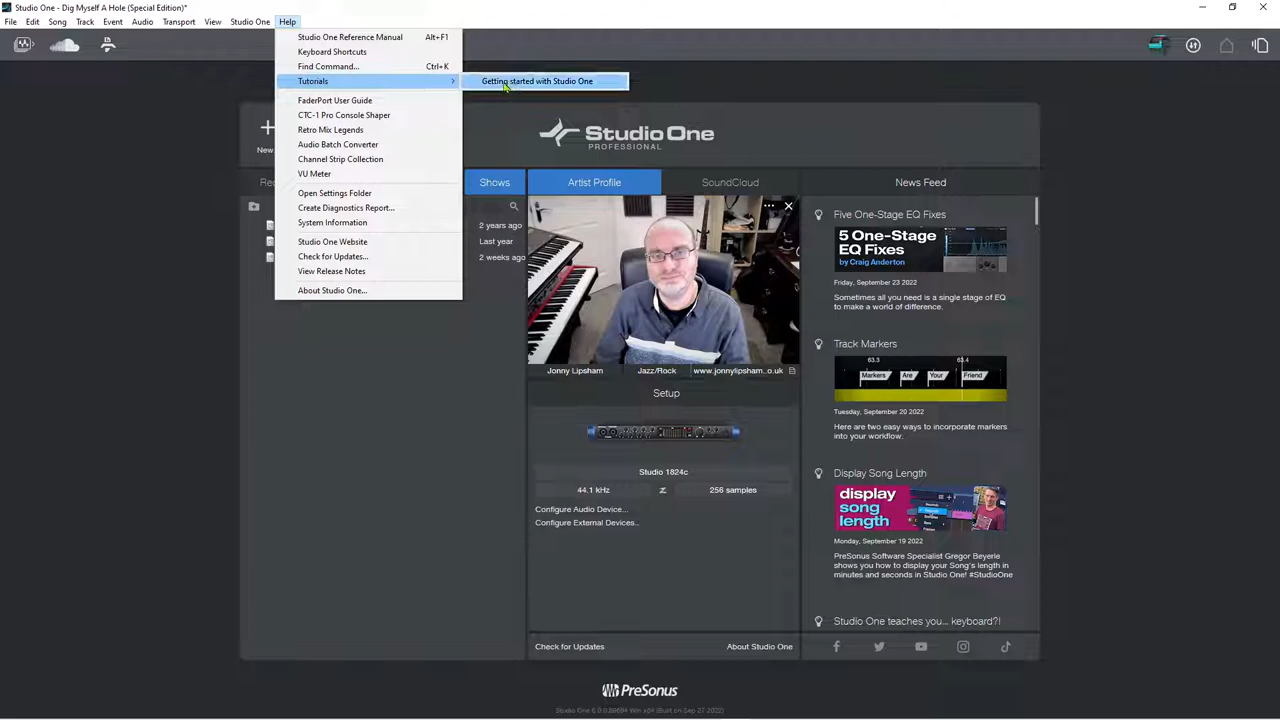 Studio One - Dig Myself A Hole (Special Edition)*
File Edit Song Track Event Audio Transport View Studio One Help
Studio One Reference Manual Alt+F1
Keyboard Shortcuts
Find Command... Ctrl+K
Tutorials
Getting started with Studio One
FaderPort User Guide
CTC-1 Pro Console Shaper
Retro Mix Legends
Audio Batch Converter
Channel Strip Collection
VU Meter
Open Settings Folder
Create Diagnostics Report...
System Information
Studio One Website
Check for Updates...
View Release Notes
About Studio One...
New
Studio One
PROFESSIONAL
Shows
2 years ago
Last year
2 weeks ago
Artist Profile SoundCloud
Jonny Lipsham Jazz/Rock www.jonnylipsham..o.uk
Setup
Studio 1824c
44.1 kHz 256 samples
Configure Audio Device...
Configure External Devices..
Check for Updates About Studio One
News Feed
Five One-Stage EQ Fixes
5 One-Stage
EQ Fixes
by Craig Anderton
Friday, September 23 2022
Sometimes all you need is a single stage of EQ
to make a world of difference.
Track Markers
63.3 63.4
Markers Are Your Friend
Tuesday, September 20 2022
Here are two easy ways to incorporate markers
into your workflow.
Display Song Length
display
song
length
Monday, September 19 2022
PreSonus Software Specialist Gregor Beyerle
shows you how to display your Song's length in
minutes and seconds in Studio One! #StudioOne
Studio One teaches you... keyboard?!
PreSonus